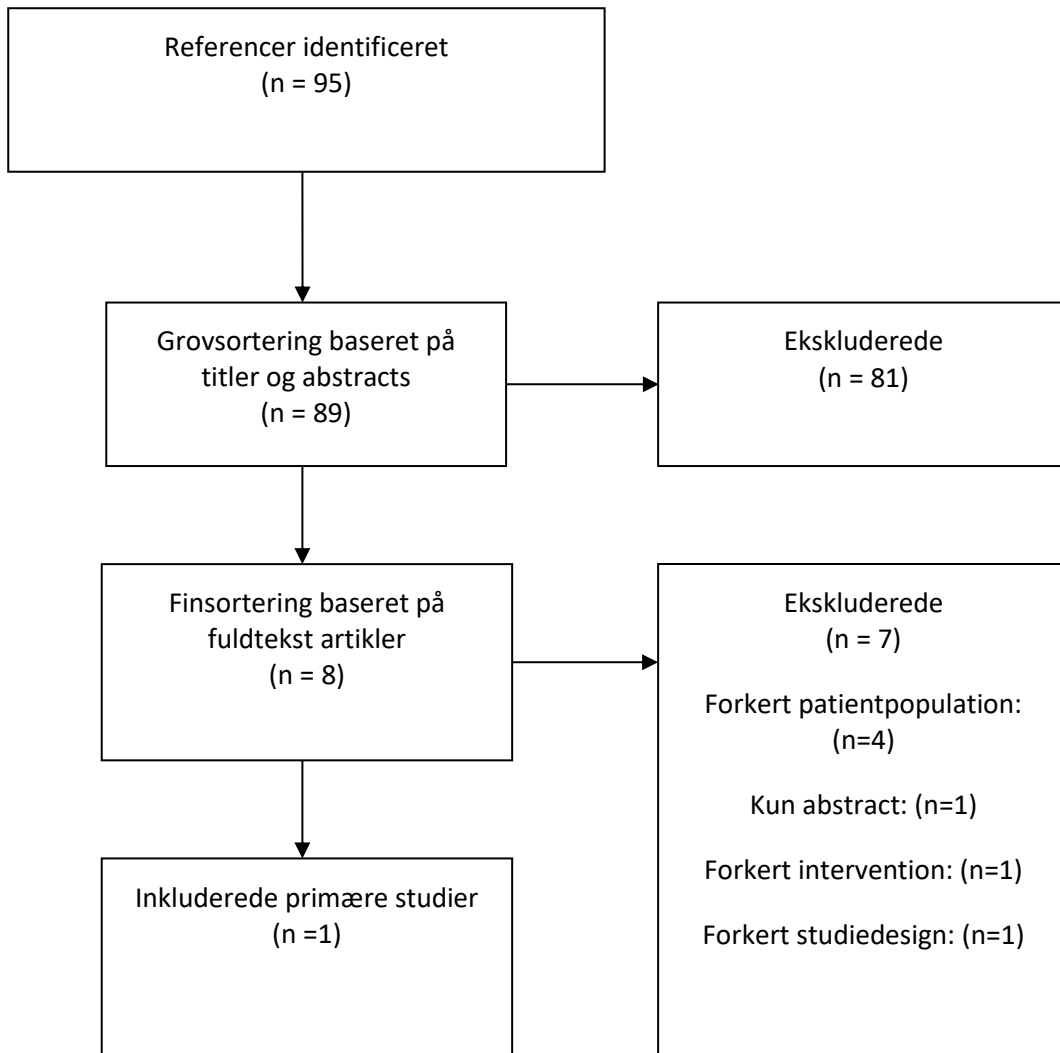 Referencer identificeret
(n = 95)
Grovsortering baseret på
titler og abstracts
(n = 89)
Ekskluderede
(n = 81)
Finsortering baseret på
fuldtekst artikler
(n = 8)
Ekskluderede
(n = 7)
Forkert patientpopulation:
(n=4)
Kun abstract: (n=1)
Forkert intervention: (n=1)
Forkert studiedesign: (n=1)
Inkluderede primære studier
(n =1)